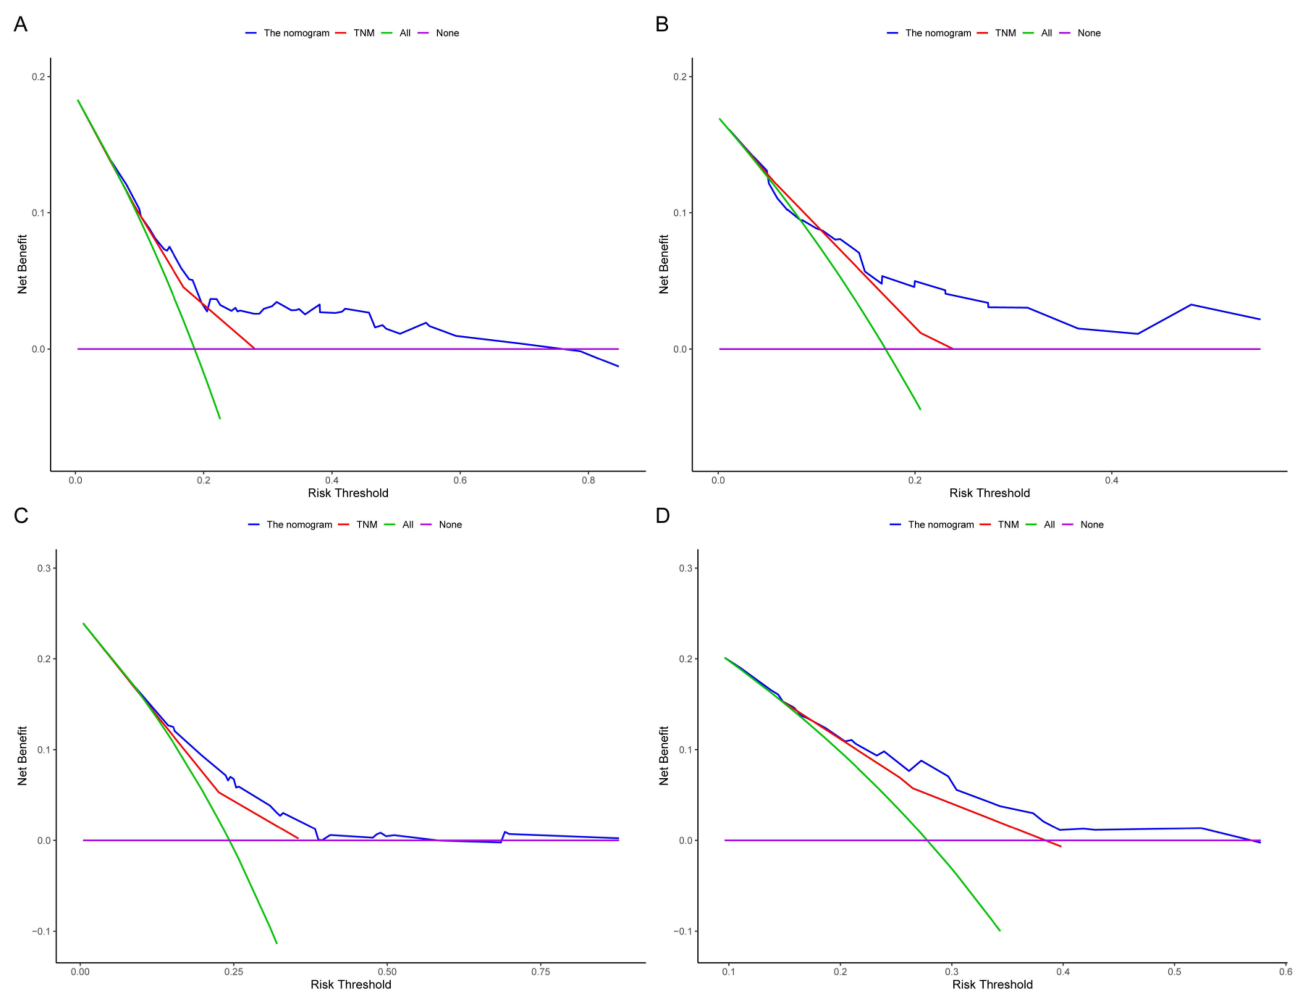 A
The nomogram TNM All None
0.2
0.1
0.0
Net Benefit
0.0 0.2 0.4 0.6 0.8
Risk Threshold
B
The nomogram TNM All None
0.2
0.1
0.0
Net Benefit
0.0 0.2 0.4
Risk Threshold
C
The nomogram TNM All None
0.3
0.2
0.1
0.0
−0.1
Net Benefit
0.00 0.25 0.50 0.75
Risk Threshold
D
The nomogram TNM All None
0.3
0.2
0.1
0.0
−0.1
Net Benefit
0.1 0.2 0.3 0.4 0.5 0.6
Risk Threshold